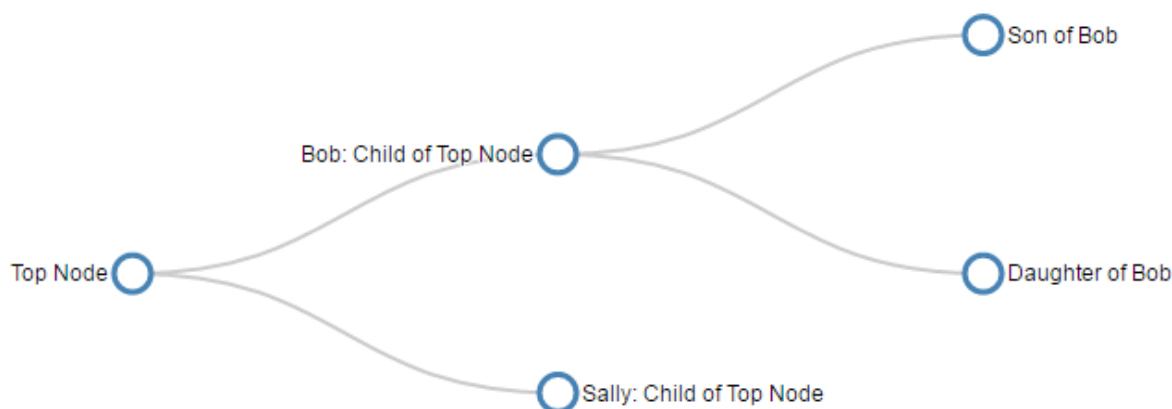 Son of Bob
Bob: Child of Top Node
Top Node
Daughter of Bob
Sally: Child of Top Node